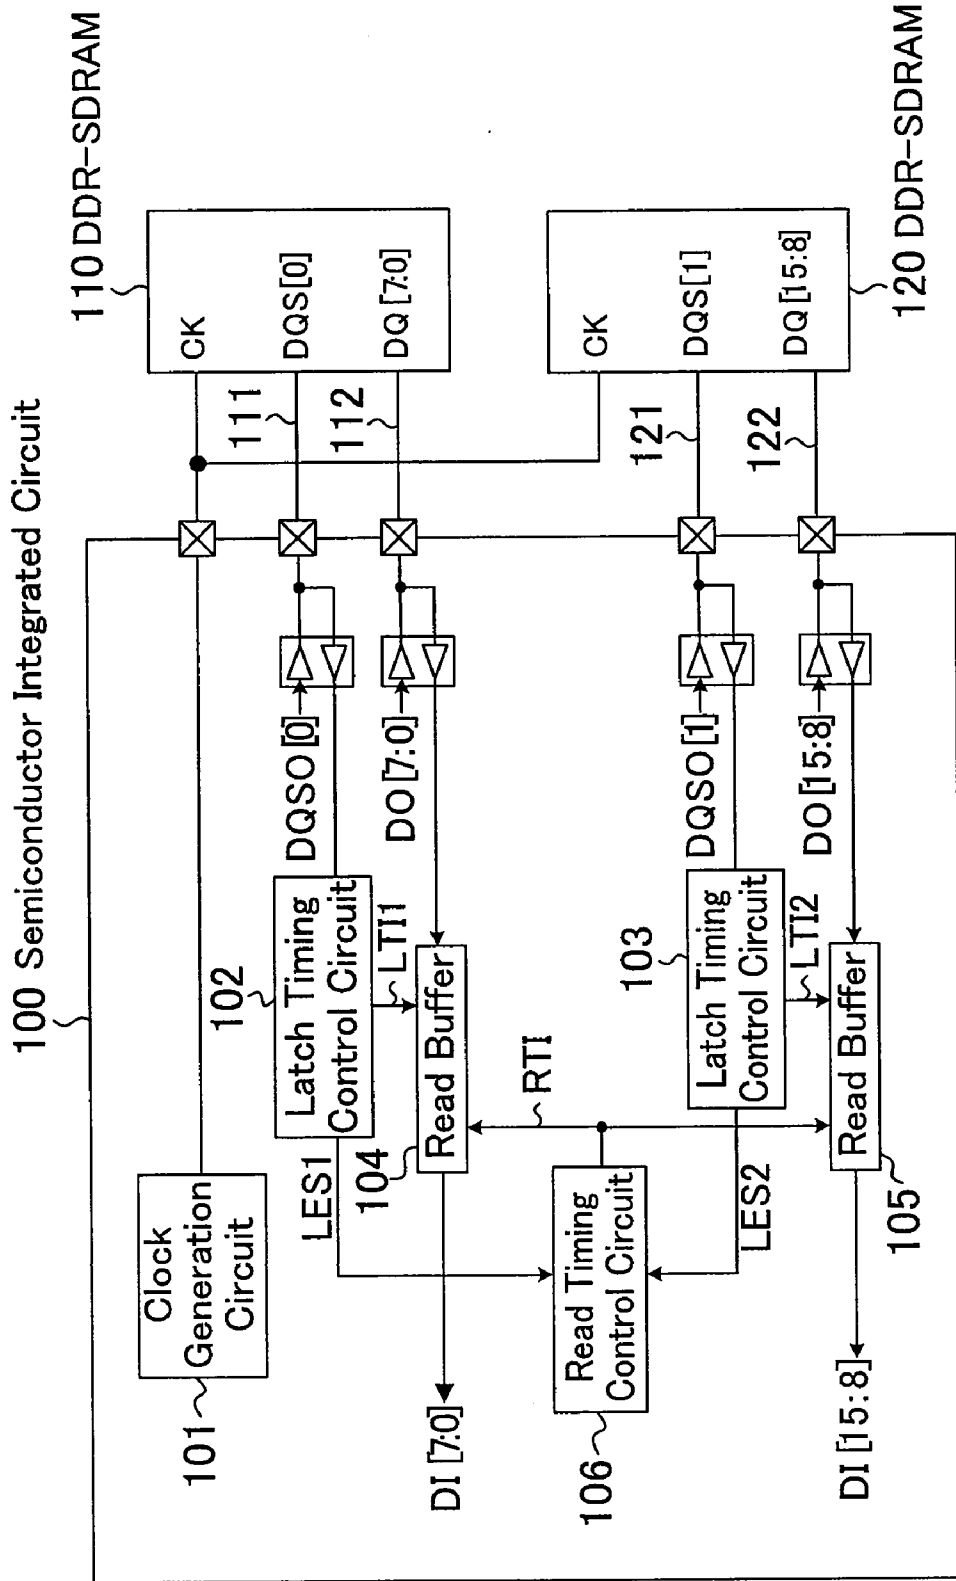 100 Semiconductor Integrated Circuit
101
Clock
Generation
Circuit
110 DDR-SDRAM
CK
DQS[0]
DQ [7:0]
111
112
102
Latch Timing
Control Circuit
DQSO[0]
DO[7:0]
LES1
LTI1
104
Read Buffer
DI [7:0]
RTI
106
Read Timing
Control Circuit
120 DDR-SDRAM
CK
DQS[1]
DQ [15:8]
121
122
103
Latch Timing
Control Circuit
DQSO[1]
DO[15:8]
LES2
LTI2
105
Read Buffer
DI [15:8]